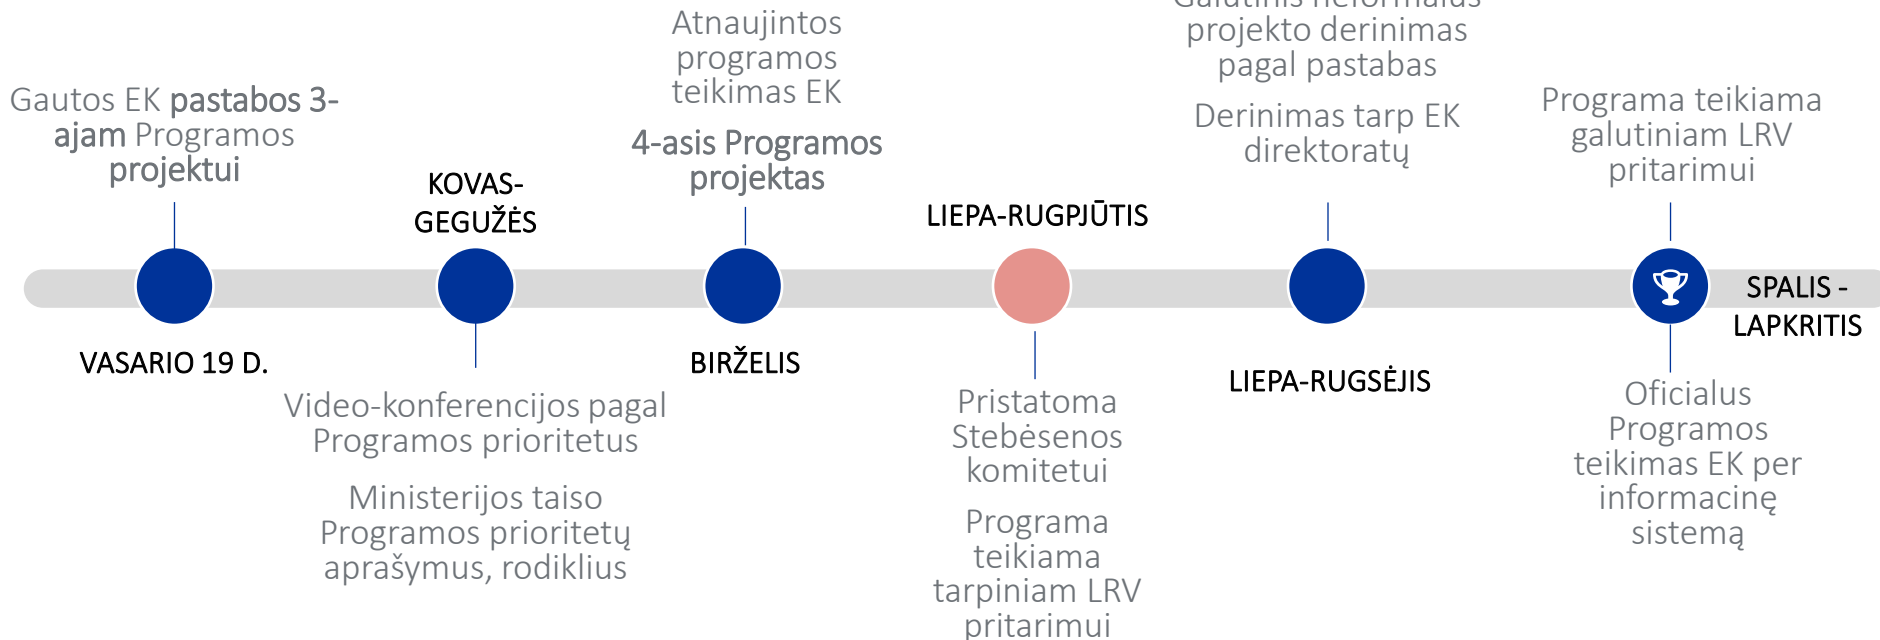 Gautos EK pastabos 3-
ajam Programos
projektui
VASARIO 19 D.
KOVAS-
GEGUŽĖS
Video-konferencijos pagal
Programos prioritetus
Ministerijos taiso
Programos prioritetų
aprašymus, rodiklius
Atnaujintos
programos
teikimas EK
4-asis Programos
projektas
BIRŽELIS
LIEPA-RUGPJŪTIS
Pristatoma
Stebėsenos
komitetui
Programa
teikiama
tarpiniam LRV
pritarimui
Galutinis neformalus
projekto derinimas
pagal pastabas
Derinimas tarp EK
direktoratų
LIEPA-RUGSĖJIS
Programa teikiama
galutiniam LRV
pritarimui
SPALIS -
LAPKRITIS
Oficialus
Programos
teikimas EK per
informacinę
sistemą